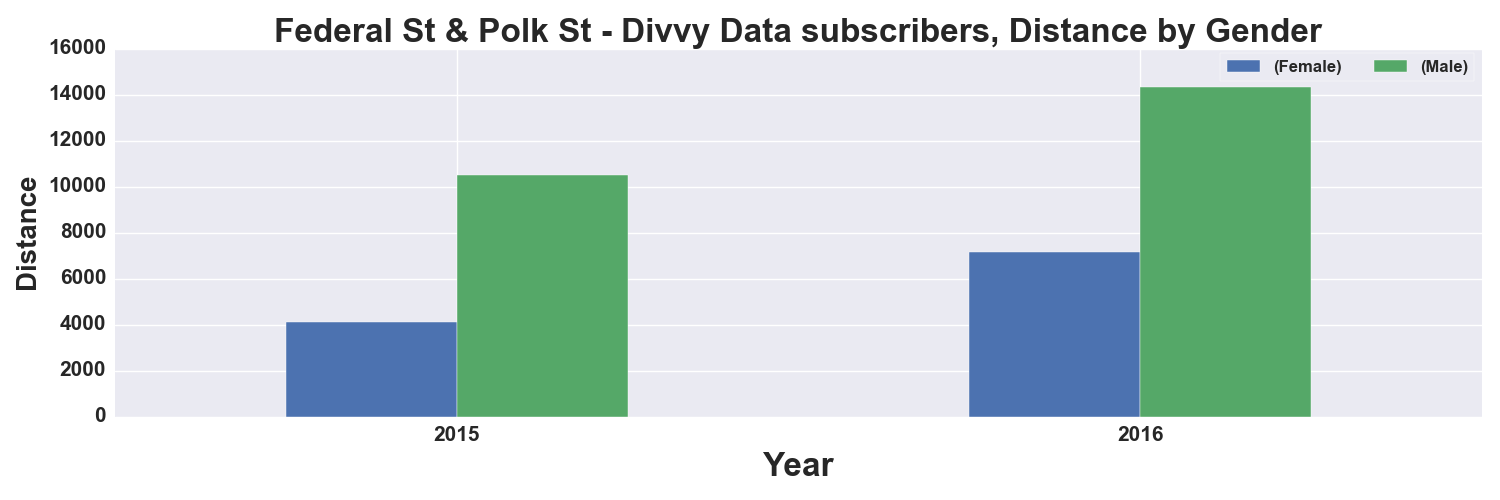 Federal St & Polk St - Divvy Data subscribers, Distance by Gender
(Female) (Male)
Distance
16000
14000
12000
10000
8000
6000
4000
2000
0
2015 2016
Year